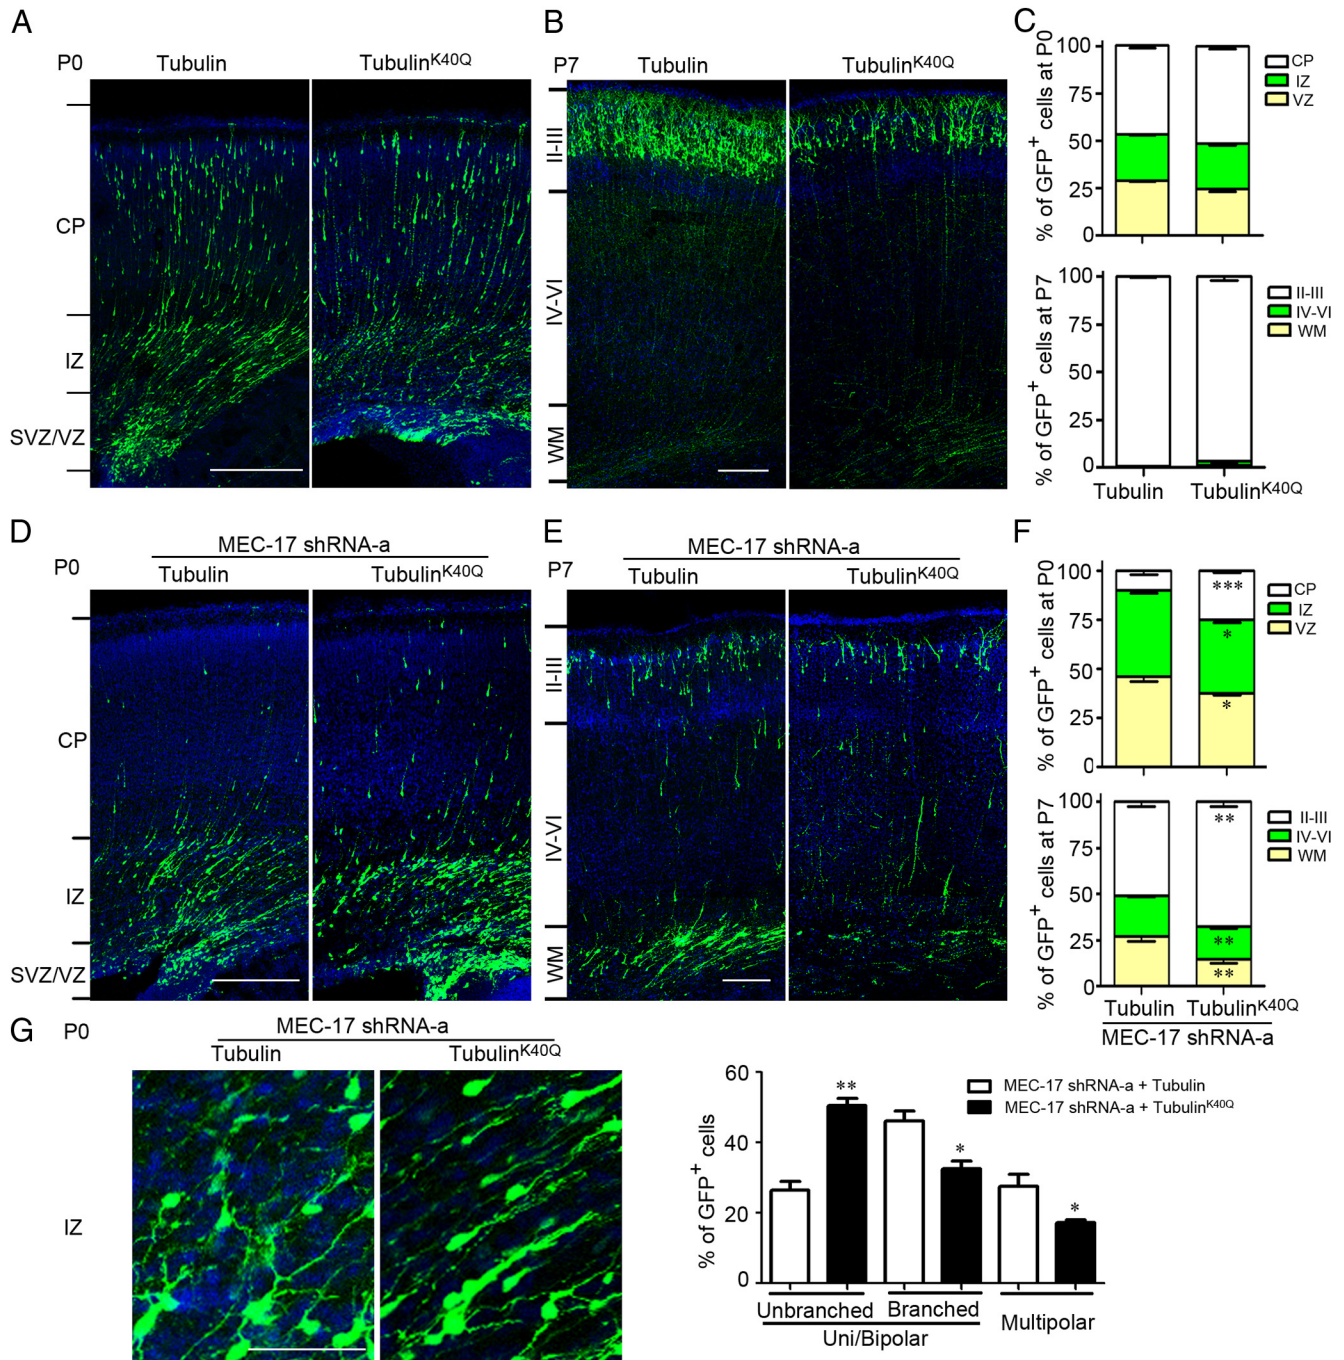 A
P0
Tubulin
Tubulin^K40Q
CP
IZ
SVZ/VZ
B
P7
Tubulin
Tubulin^K40Q
II-III
IV-VI
WM
C
% of GFP+ cells at P0
100
75
50
25
0
CP
IZ
VZ
% of GFP+ cells at P7
100
75
50
25
0
II-III
IV-VI
WM
Tubulin
Tubulin^K40Q
D
MEC-17 shRNA-a
P0
Tubulin
Tubulin^K40Q
CP
IZ
SVZ/VZ
E
MEC-17 shRNA-a
P7
Tubulin
Tubulin^K40Q
II-III
IV-VI
WM
F
% of GFP+ cells at P0
100
75
50
25
0
***
*
*
CP
IZ
VZ
% of GFP+ cells at P7
100
75
50
25
0
**
**
**
II-III
IV-VI
WM
Tubulin
Tubulin^K40Q
MEC-17 shRNA-a
G
P0
MEC-17 shRNA-a
Tubulin
Tubulin^K40Q
IZ
% of GFP+ cells
60
40
20
0
**
*
*
MEC-17 shRNA-a + Tubulin
MEC-17 shRNA-a + Tubulin^K40Q
Unbranched
Branched
Multipolar
Uni/Bipolar